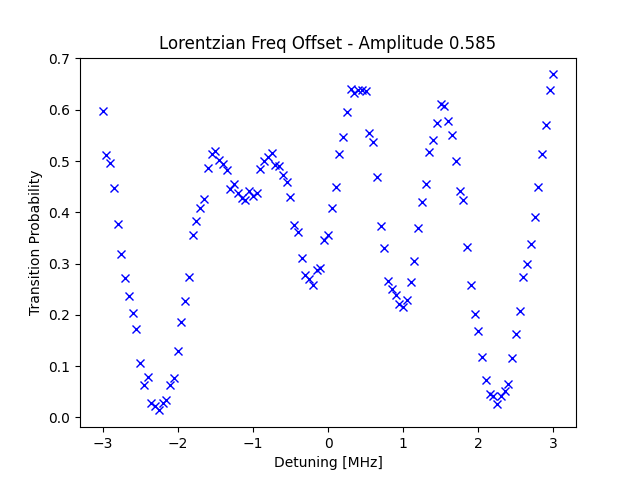 Lorentzian Freq Offset - Amplitude 0.585
0.7
0.6
0.5
0.4
0.3
0.2
0.1
0.0
Transition Probability
−3 −2 −1 0 1 2 3
Detuning [MHz]